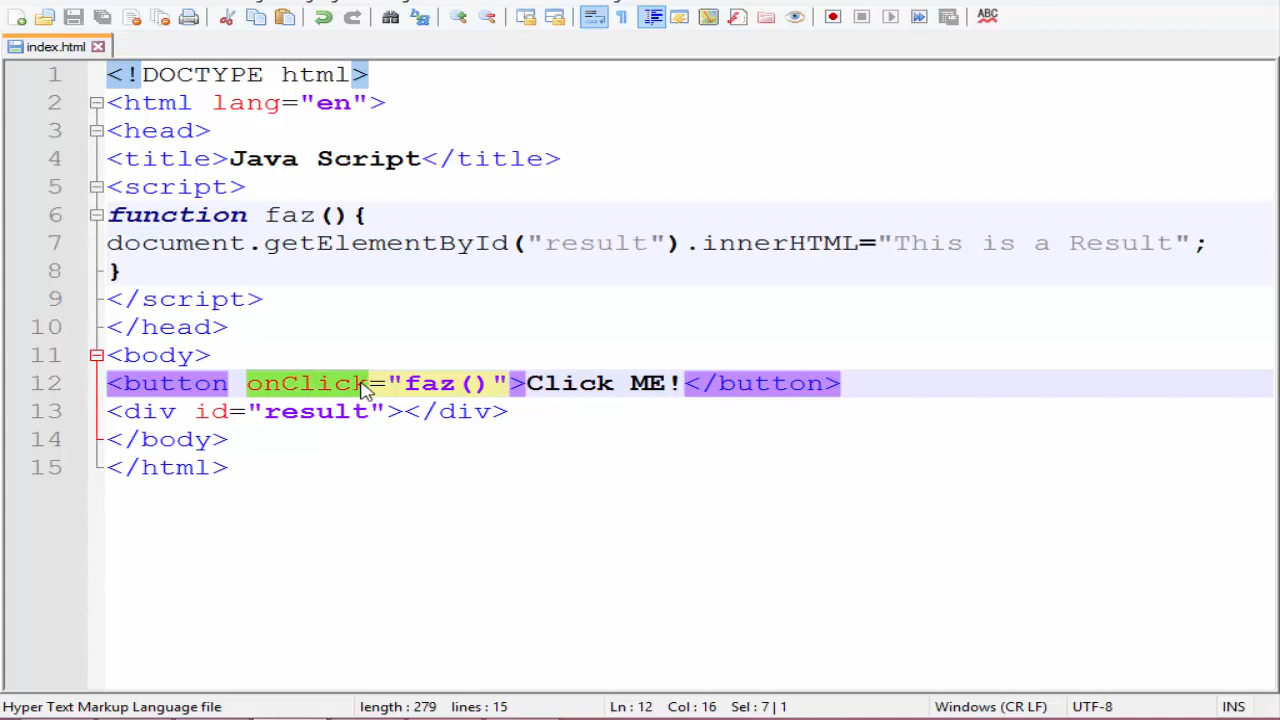 ABC
index.html
1 <!DOCTYPE html>
2 <html lang="en">
3 <head>
4 <title>Java Script</title>
5 <script>
6 function faz(){
7 document.getElementById("result").innerHTML="This is a Result";
8 }
9 </script>
10 </head>
11 <body>
12 <button onClick="faz()">Click ME!</button>
13 <div id="result"></div>
14 </body>
15 </html>
Hyper Text Markup Language file length : 279 lines : 15 Ln : 12 Col : 16 Sel : 7 | 1 Windows (CR LF) UTF-8 INS